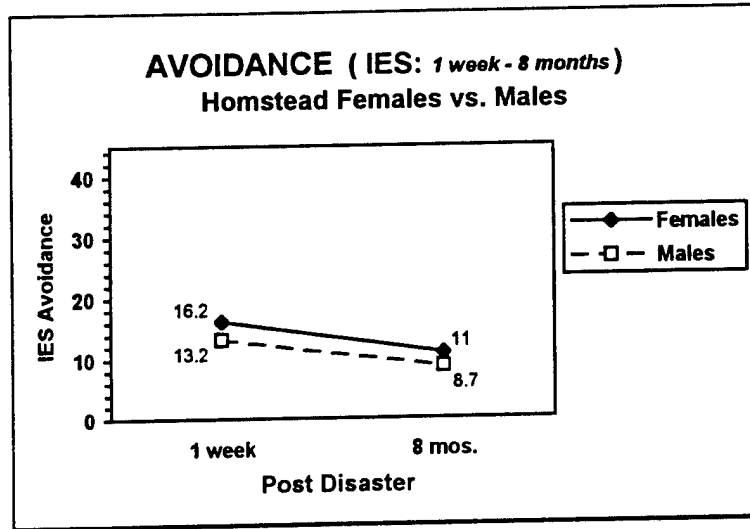 AVOIDANCE ( IES: 1 week - 8 months )
Homstead Females vs. Males
IES Avoidance
40
30
20
10
0
16.2
13.2
11
8.7
1 week
8 mos.
Post Disaster
Females
Males